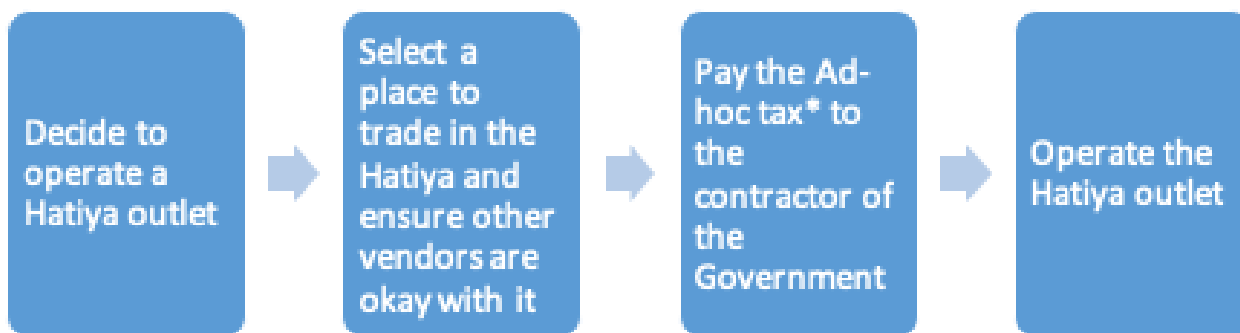 Decide to
operate a
Hatiya outlet
Select a
place to
trade in the
Hatiya and
ensure other
vendors are
okay with it
Pay the Ad-
hoc tax* to
the
contractor of
the
Government
Operate the
Hatiya outlet